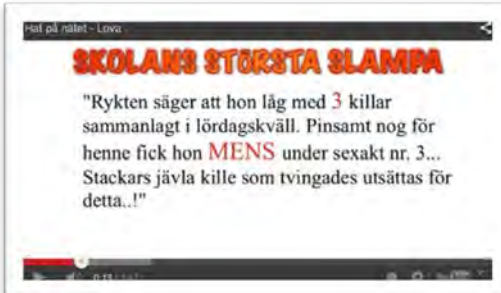 Hat på nätet - Lova
SKOLANS STÖRSTA SLAMPA
"Rykten säger att hon låg med 3 killar
sammanlagt i lördagskväll. Pinsamt nog för
henne fick hon MENS under sexakt nr. 3...
Stackars jävla kille som tvingades utsättas för
detta..!"